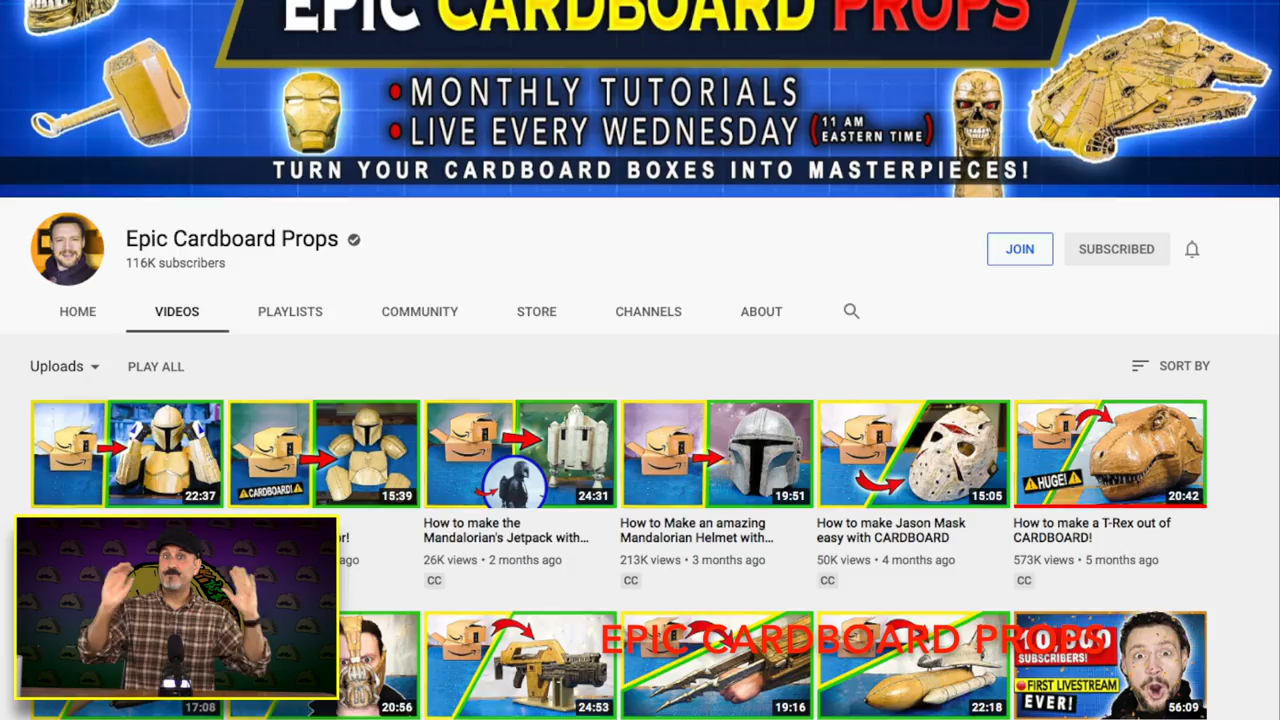 EPIC CARDBOARD PROPS
• MONTHLY TUTORIALS
• LIVE EVERY WEDNESDAY (11 AM EASTERN TIME)
TURN YOUR CARDBOARD BOXES INTO MASTERPIECES!
Epic Cardboard Props
116K subscribers
JOIN
SUBSCRIBED
HOME
VIDEOS
PLAYLISTS
COMMUNITY
STORE
CHANNELS
ABOUT
Uploads
PLAY ALL
SORT BY
22:37
CARDBOARD!
15:39
24:31
19:51
15:05
HUGE!
20:42
or!
ago
How to make the
Mandalorian's Jetpack with...
26K views • 2 months ago
CC
How to Make an amazing
Mandalorian Helmet with...
213K views • 3 months ago
CC
How to make Jason Mask
easy with CARDBOARD
50K views • 4 months ago
CC
How to make a T-Rex out of
CARDBOARD!
573K views • 5 months ago
CC
EPIC CARDBOARD PROPS
SUBSCRIBERS!
FIRST LIVESTREAM
EVER!
17:08
20:56
24:53
19:16
22:18
56:09